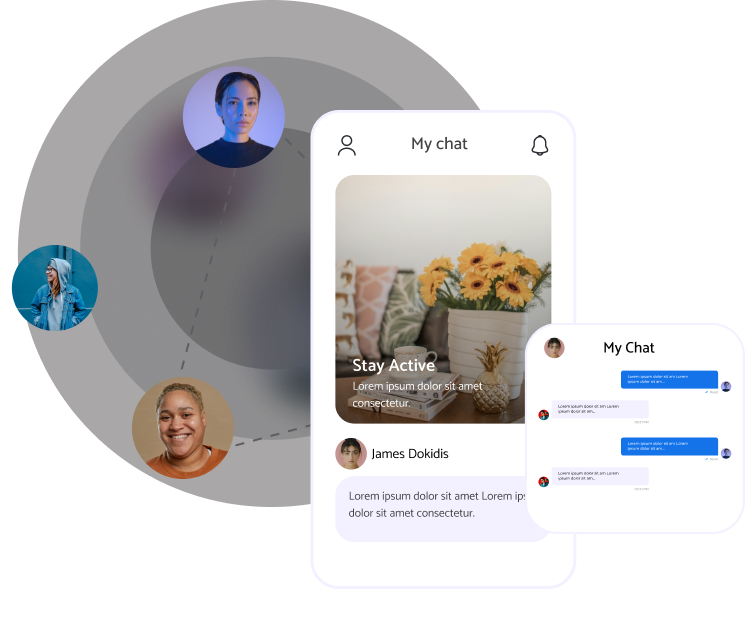 My chat
Stay Active
Lorem ipsum dolor sit amet
consectetur.
James Dokidis
Lorem ipsum dolor sit amet Lorem ips
dolor sit amet consectetur.
My Chat
Lorem ipsum dolor sit am Lorem
ipsum dolor sit am...
Lorem ipsum dolor sit am Lorem
ipsum dolor sit am...
Lorem ipsum dolor sit am Lorem
ipsum dolor sit am...
Lorem ipsum dolor sit am Lorem
ipsum dolor sit am...